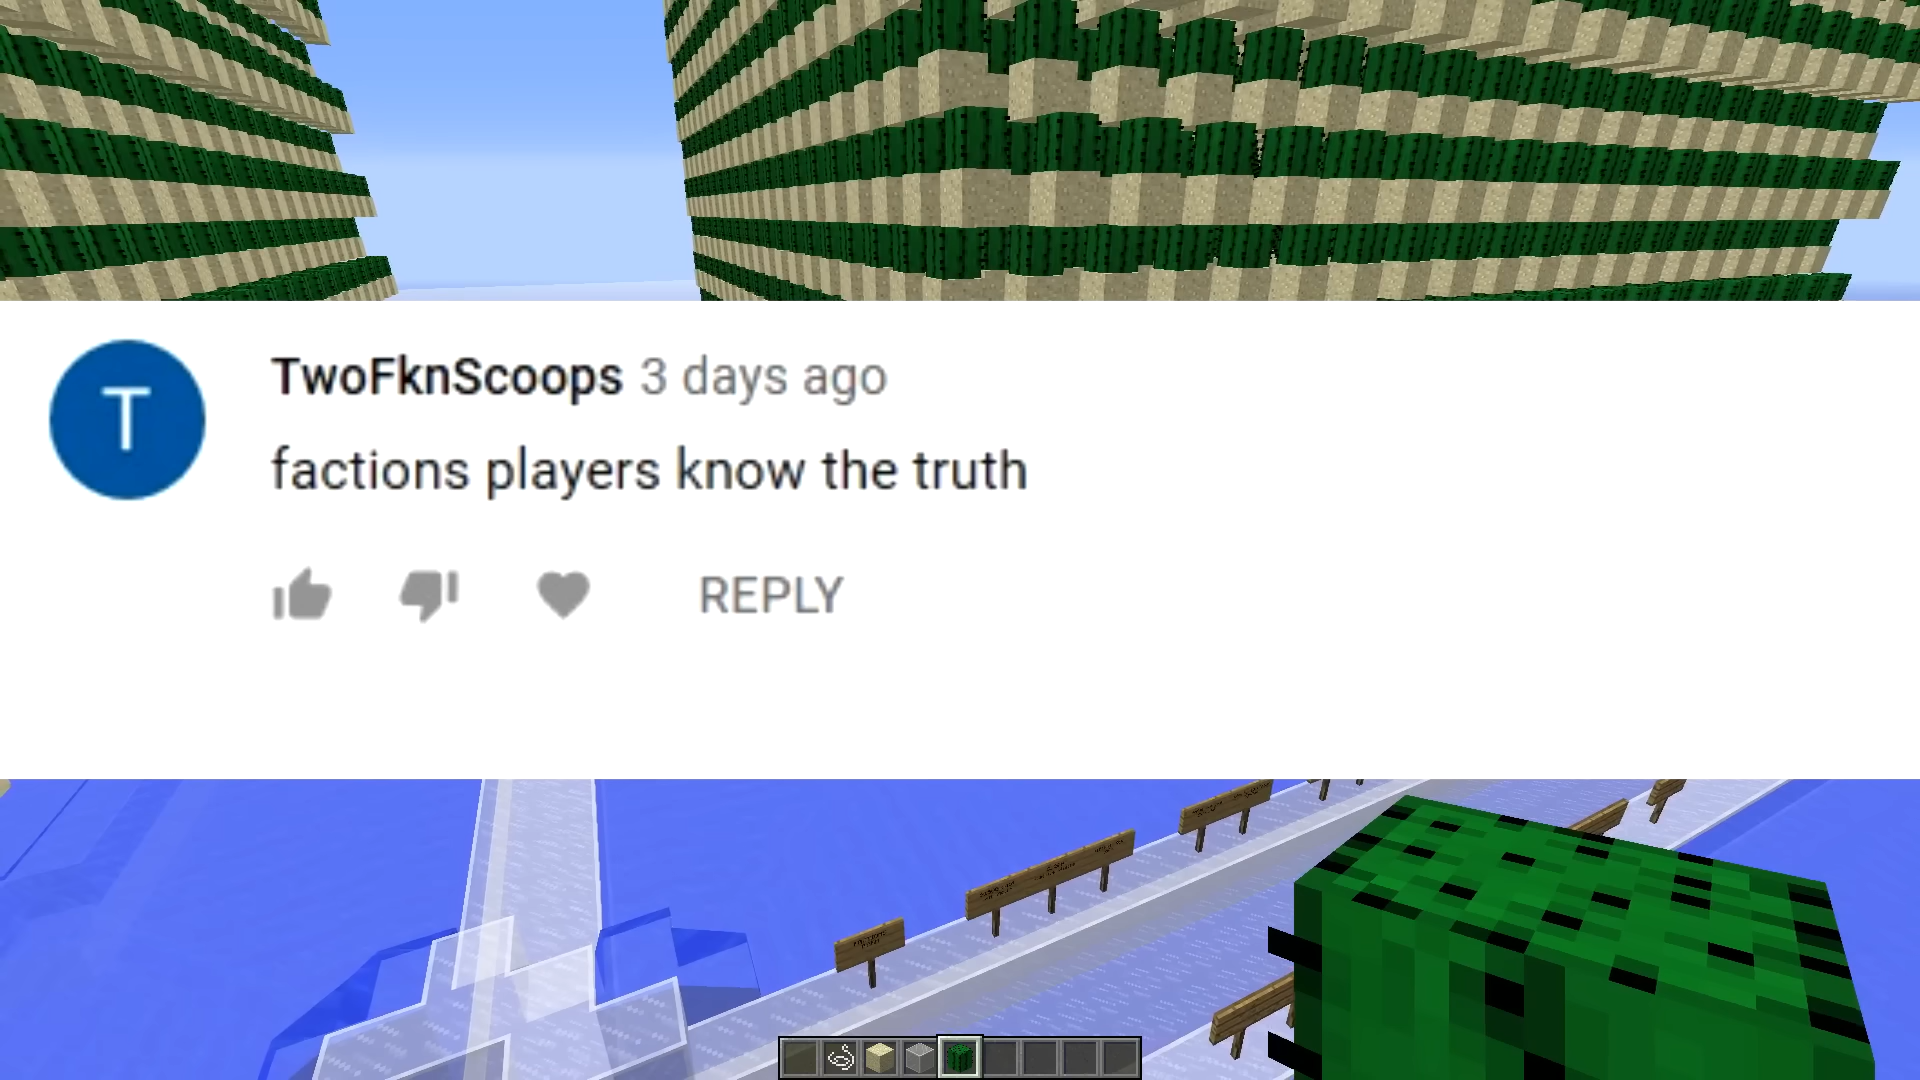 T
TwoFknScoops 3 days ago
factions players know the truth
REPLY